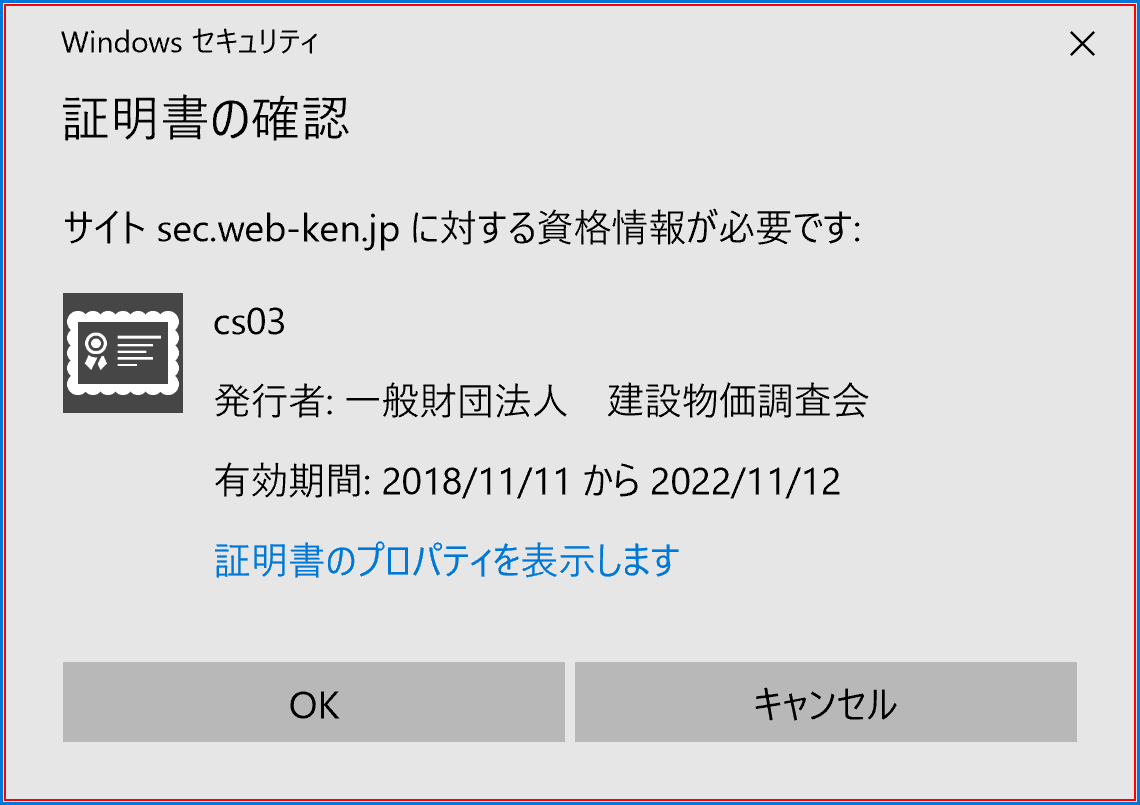 Windows セキュリティ
証明書の確認
サイト sec.web-ken.jp に対する資格情報が必要です:
cs03
発行者: 一般財団法人　建設物価調査会
有効期間: 2018/11/11 から 2022/11/12
証明書のプロパティを表示します
OK
キャンセル